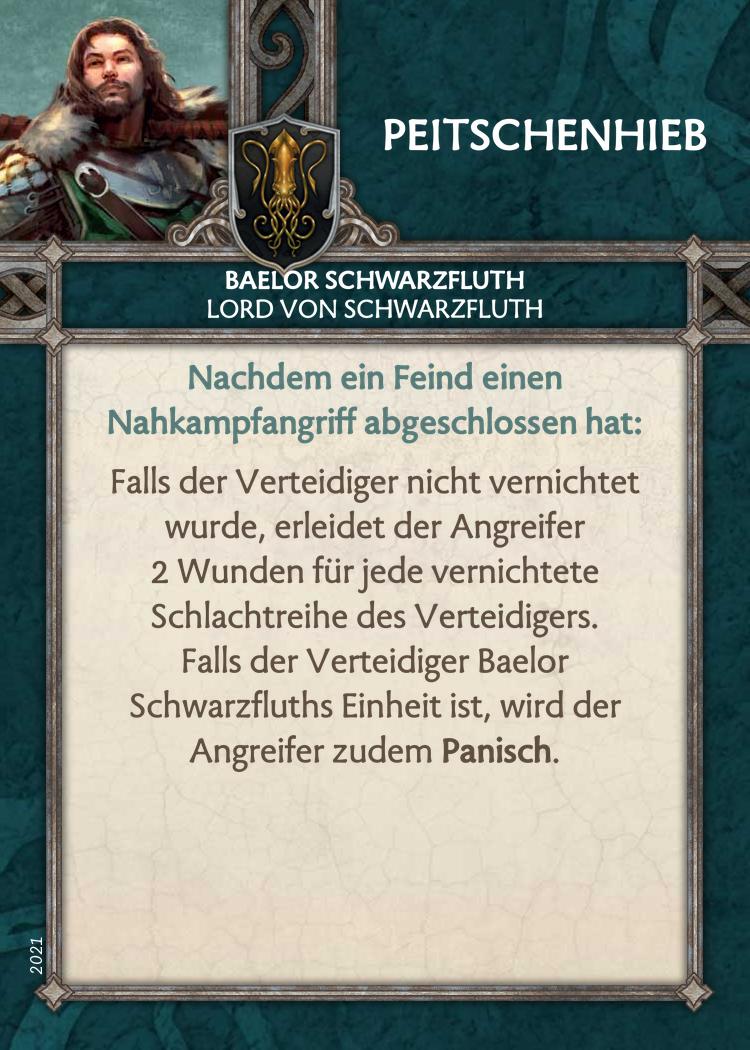 PEITSCHENHIEB
BAELOR SCHWARZFLUTH
LORD VON SCHWARZFLUTH
Nachdem ein Feind einen
Nahkampfangriff abgeschlossen hat:
Falls der Verteidiger nicht vernichtet
wurde, erleidet der Angreifer
2 Wunden für jede vernichtete
Schlachtreihe des Verteidigers.
Falls der Verteidiger Baelor
Schwarzfluths Einheit ist, wird der
Angreifer zudem Panisch.
2021